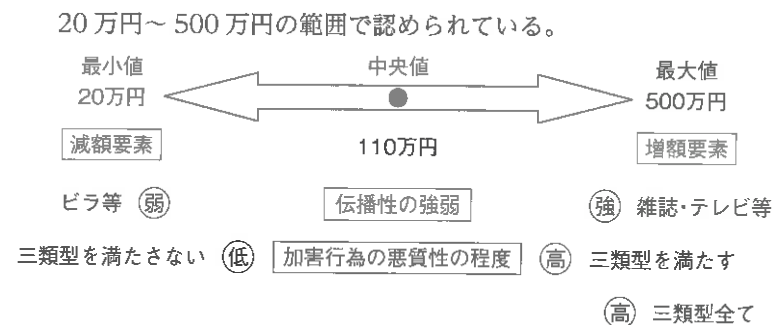 20万円〜500万円の範囲で認められている。
最小値 中央値 最大値
20万円 500万円
減額要素 110万円 増額要素
ビラ等 弱 伝播性の強弱 強 雑誌・テレビ等
三類型を満たさない 低 加害行為の悪質性の程度 高 三類型を満たす
高 三類型全て